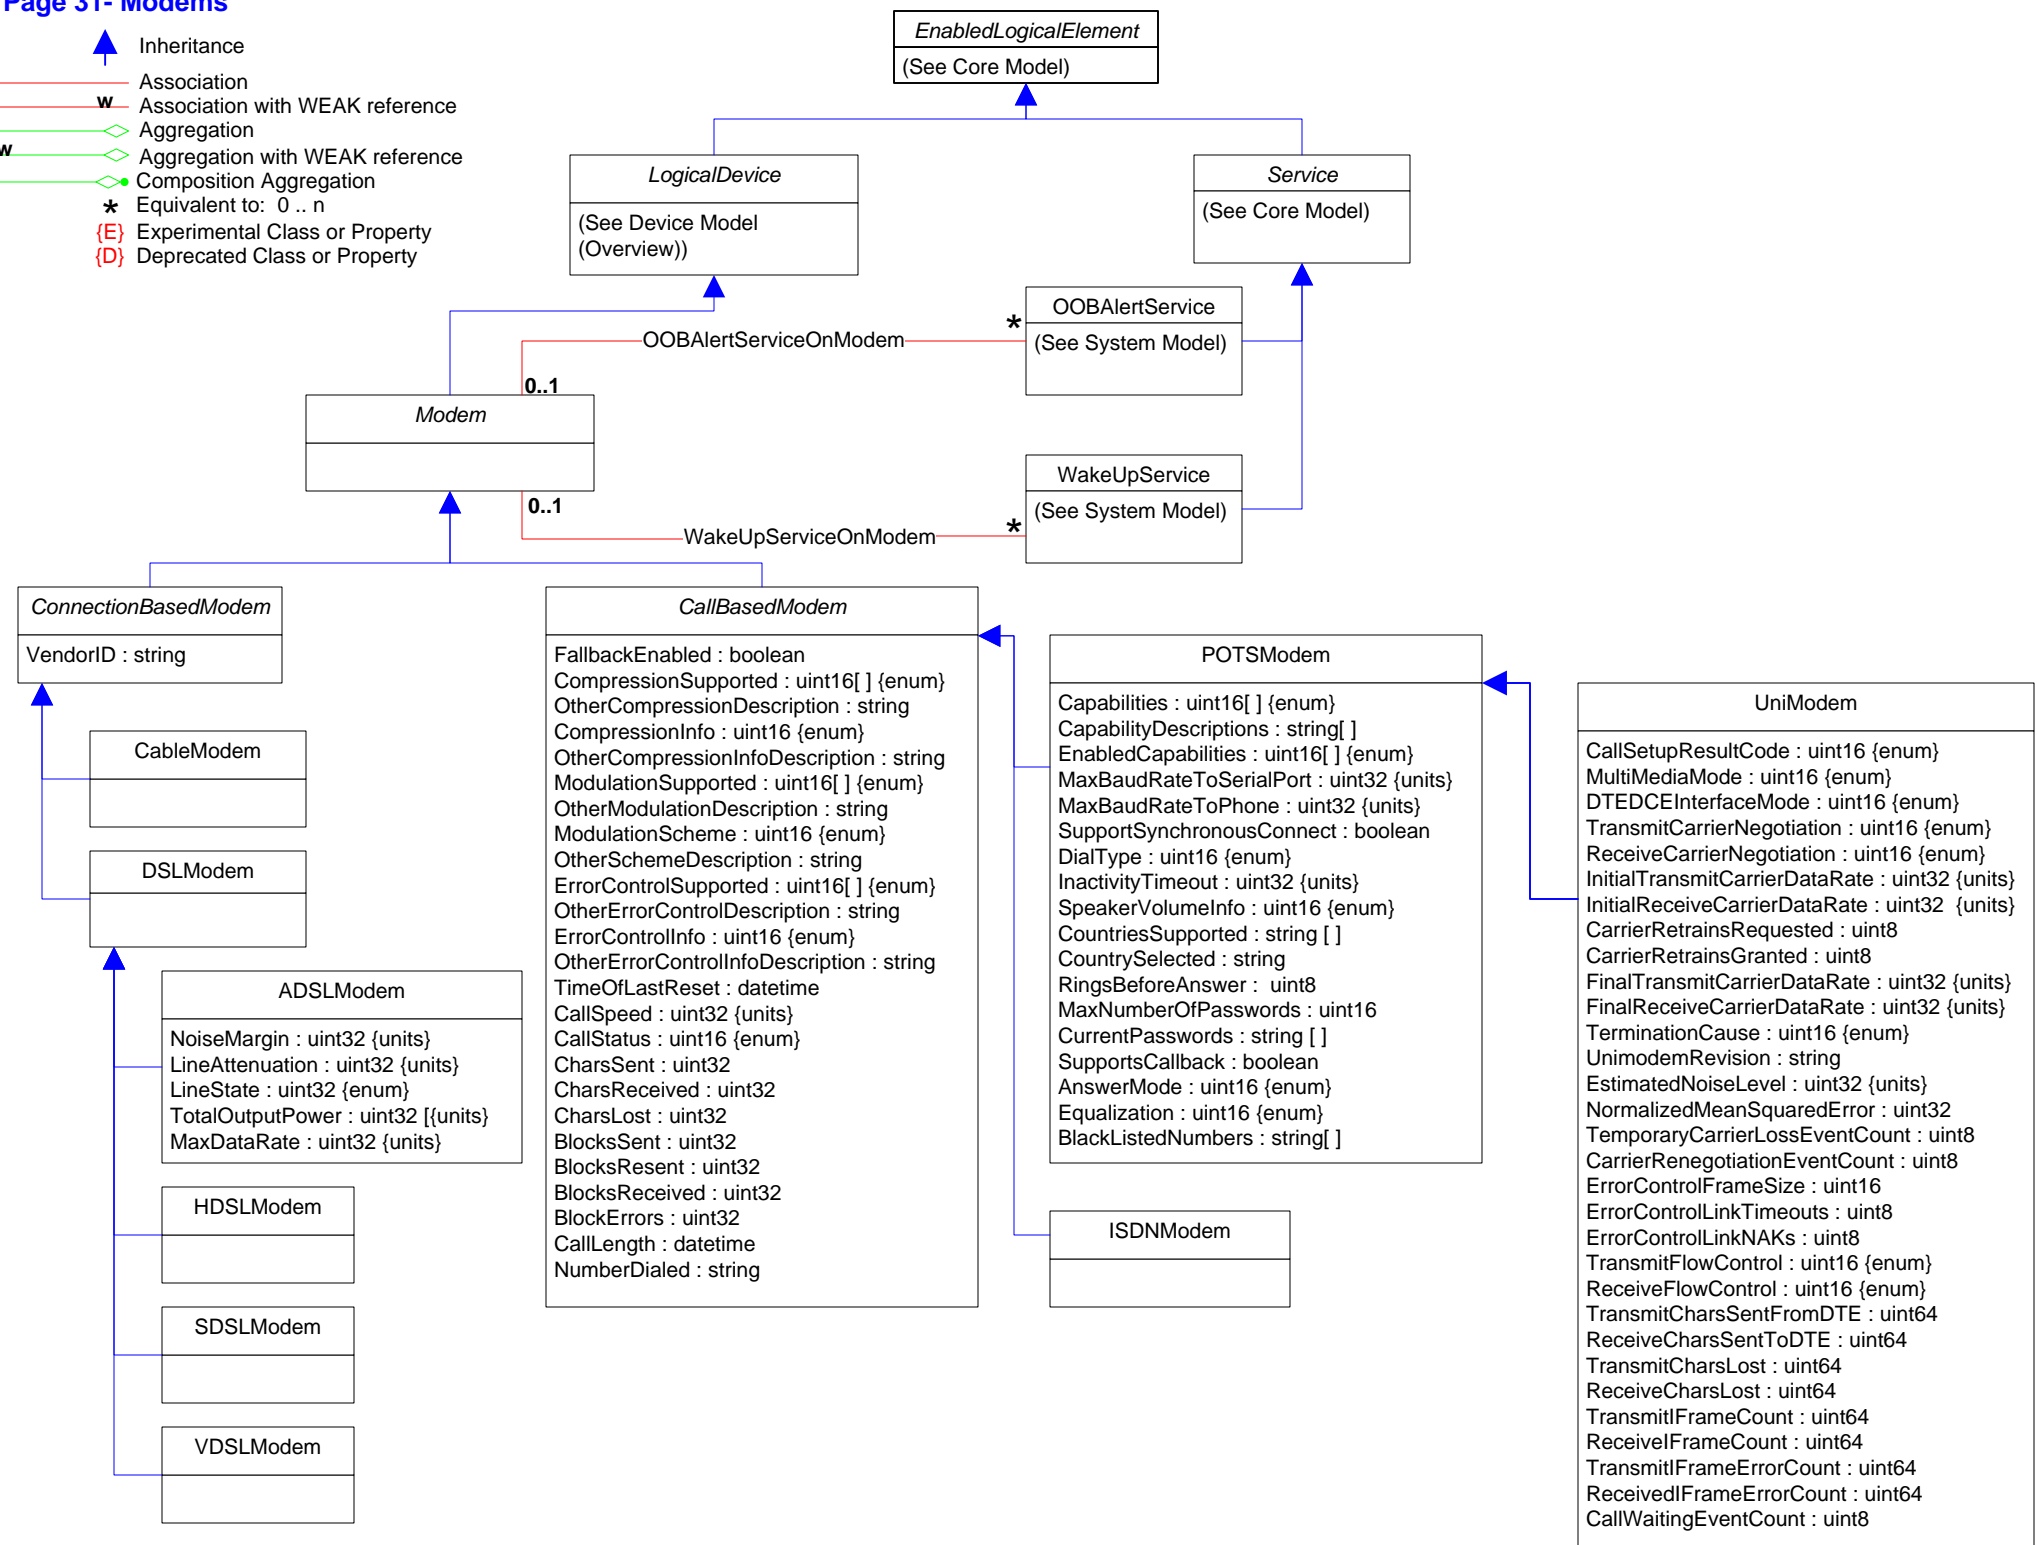 Page 31- Modems
Inheritance
Association
w Association with WEAK reference
Aggregation
w Aggregation with WEAK reference
Composition Aggregation
* Equivalent to: 0 .. n
{E} Experimental Class or Property
{D} Deprecated Class or Property
EnabledLogicalElement
(See Core Model)
LogicalDevice
(See Device Model
(Overview))
Service
(See Core Model)
OOBAlertService
(See System Model)
*
OOBAlertServiceOnModem
0..1
Modem
WakeUpService
(See System Model)
0..1
*
WakeUpServiceOnModem
ConnectionBasedModem
VendorID : string
CableModem
DSLModem
ADSLModem
NoiseMargin : uint32 {units}
LineAttenuation : uint32 {units}
LineState : uint32 {enum}
TotalOutputPower : uint32 [{units}
MaxDataRate : uint32 {units}
HDSLModem
SDSLModem
VDSLModem
CallBasedModem
FallbackEnabled : boolean
CompressionSupported : uint16[ ] {enum}
OtherCompressionDescription : string
CompressionInfo : uint16 {enum}
OtherCompressionInfoDescription : string
ModulationSupported : uint16[ ] {enum}
OtherModulationDescription : string
ModulationScheme : uint16 {enum}
OtherSchemeDescription : string
ErrorControlSupported : uint16[ ] {enum}
OtherErrorControlDescription : string
ErrorControlInfo : uint16 {enum}
OtherErrorControlInfoDescription : string
TimeOfLastReset : datetime
CallSpeed : uint32 {units}
CallStatus : uint16 {enum}
CharsSent : uint32
CharsReceived : uint32
CharsLost : uint32
BlocksSent : uint32
BlocksResent : uint32
BlocksReceived : uint32
BlockErrors : uint32
CallLength : datetime
NumberDialed : string
POTSModem
Capabilities : uint16[ ] {enum}
CapabilityDescriptions : string[ ]
EnabledCapabilities : uint16[ ] {enum}
MaxBaudRateToSerialPort : uint32 {units}
MaxBaudRateToPhone : uint32 {units}
SupportSynchronousConnect : boolean
DialType : uint16 {enum}
InactivityTimeout : uint32 {units}
SpeakerVolumeInfo : uint16 {enum}
CountriesSupported : string [ ]
CountrySelected : string
RingsBeforeAnswer : uint8
MaxNumberOfPasswords : uint16
CurrentPasswords : string [ ]
SupportsCallback : boolean
AnswerMode : uint16 {enum}
Equalization : uint16 {enum}
BlackListedNumbers : string[ ]
ISDNModem
UniModem
CallSetupResultCode : uint16 {enum}
MultiMediaMode : uint16 {enum}
DTEDCEInterfaceMode : uint16 {enum}
TransmitCarrierNegotiation : uint16 {enum}
ReceiveCarrierNegotiation : uint16 {enum}
InitialTransmitCarrierDataRate : uint32 {units}
InitialReceiveCarrierDataRate : uint32 {units}
CarrierRetrainsRequested : uint8
CarrierRetrainsGranted : uint8
FinalTransmitCarrierDataRate : uint32 {units}
FinalReceiveCarrierDataRate : uint32 {units}
TerminationCause : uint16 {enum}
UnimodemRevision : string
EstimatedNoiseLevel : uint32 {units}
NormalizedMeanSquaredError : uint32
TemporaryCarrierLossEventCount : uint8
CarrierRenegotiationEventCount : uint8
ErrorControlFrameSize : uint16
ErrorControlLinkTimeouts : uint8
ErrorControlLinkNAKs : uint8
TransmitFlowControl : uint16 {enum}
ReceiveFlowControl : uint16 {enum}
TransmitCharsSentFromDTE : uint64
ReceiveCharsSentToDTE : uint64
TransmitCharsLost : uint64
ReceiveCharsLost : uint64
TransmitIFrameCount : uint64
ReceiveIFrameCount : uint64
TransmitIFrameErrorCount : uint64
ReceivedIFrameErrorCount : uint64
CallWaitingEventCount : uint8